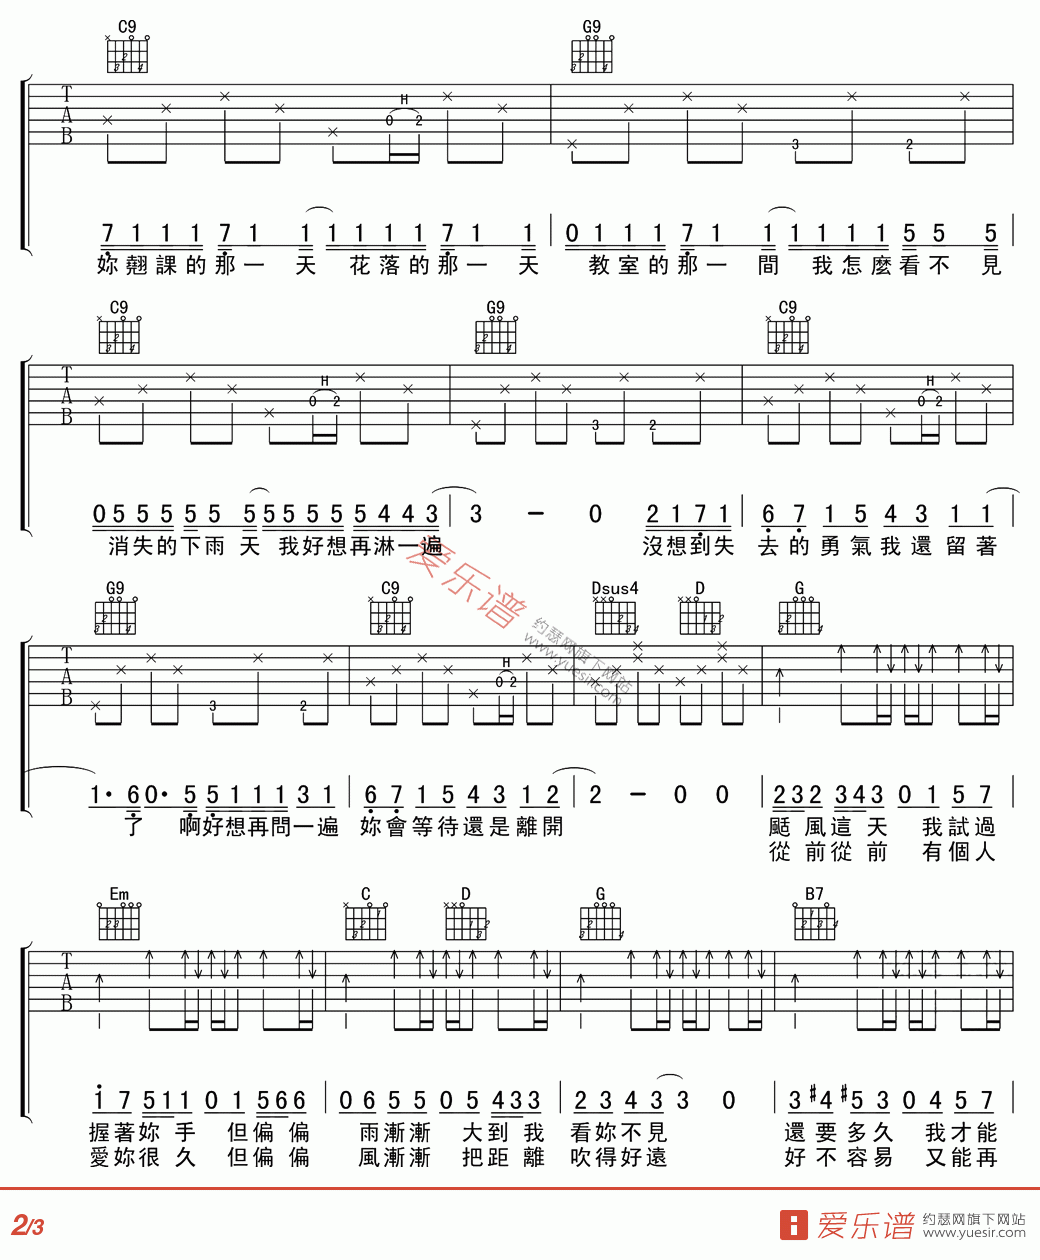 C9 G9
T A B H 0 2 3 2
7 1 1 1 7 1 1 1 1 1 1 7 1 1 0 1 1 1 7 1 1 1 1 1 1 5 5 5
妳翹課的那一天 花落的那一天 教室的那一間 我怎麼看不見
C9 G9 C9
T A B H 0 2 3 2 H 0 2
0 5 5 5 5 5 5 5 5 5 5 5 4 4 3 3 － 0 2 1 7 1 6 7 1 5 4 3 1 1
消失的下雨天 我好想再淋一遍 沒想到失去的勇氣我還留著
G9 C9 Dsus4 D G
T A B 3 2 H 0 2
1· 6 0· 5 5 1 1 1 3 1 6 7 1 5 4 3 1 2 2 － 0 0 2 3 2 3 4 3 0 1 5 7
了 啊好想再問一遍 妳會等待還是離開 颳風這天 我試過
從前從前 有個人
Em C D G B7
T A B
1 7 5 1 1 0 1 5 6 6 0 6 5 5 0 5 4 3 3 2 3 4 3 3 0 3 #4 #5 3 0 4 5 7
握著妳手 但偏偏 雨漸漸 大到我看妳不見 還要多久 我才能
愛妳很久 但偏偏 風漸漸 把距離吹得好遠 好不容易 又能再
爱乐谱
约瑟网旗下网站
www.yuesir.com
2/3
爱乐谱 约瑟网旗下网站
www.yuesir.com